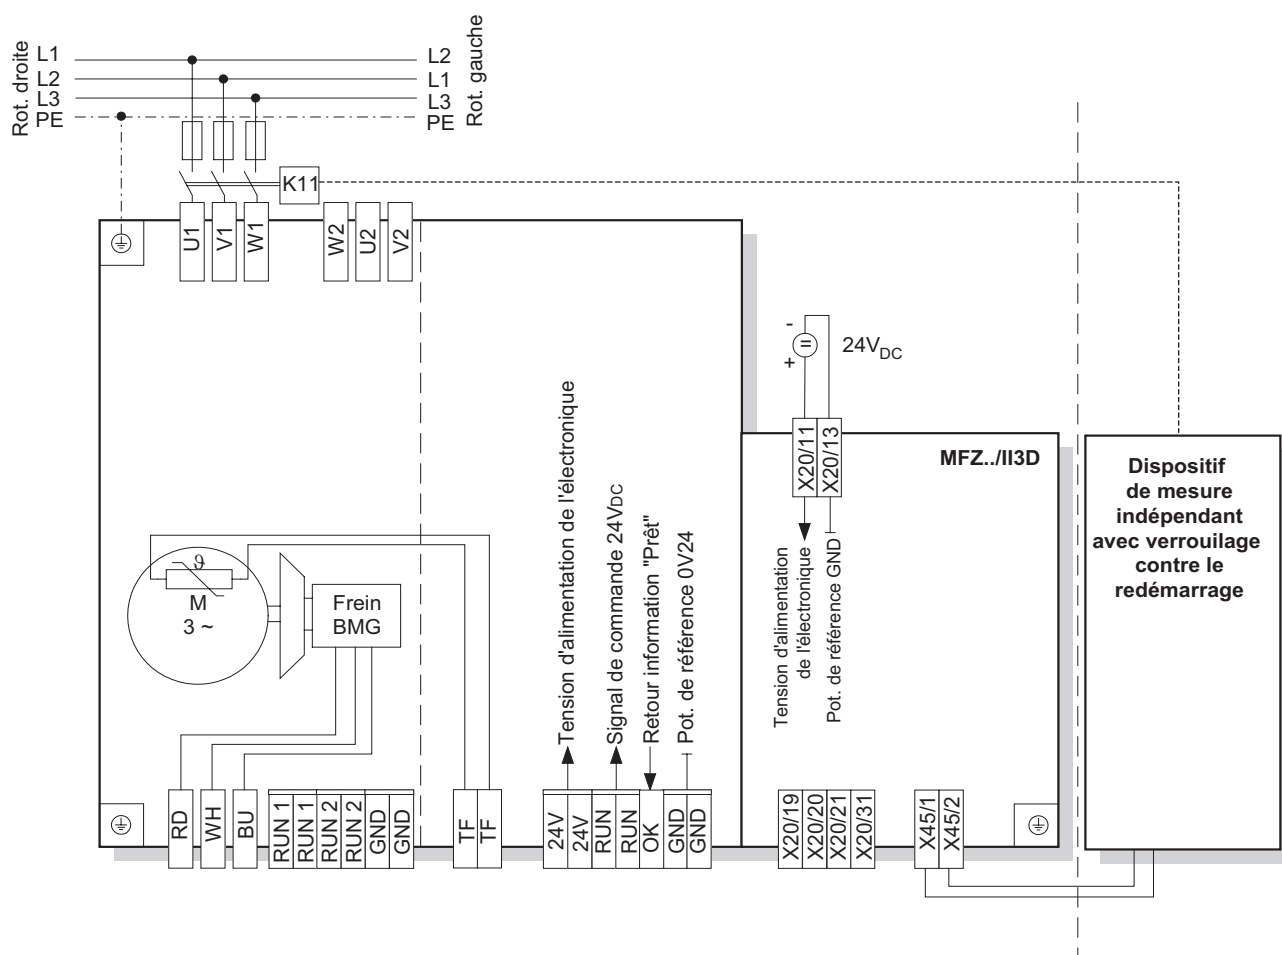 Rot. droite
L1
L2
L3
PE
L2
L1
L3
PE
Rot. gauche
K11
U1
V1
W1
W2
U2
V2
-
+
=
24VDC
X20/11
X20/13
MFZ../II3D
Dispositif
de mesure
indépendant
avec verrouilage
contre le
redémarrage
Tension d'alimentation de l'électronique
Signal de commande 24VDC
Retour information "Prêt"
Pot. de référence 0V24
Tension d'alimentation
de l'électronique
Pot. de référence GND
ϑ
M
3 ~
Frein
BMG
RD
WH
BU
RUN 1
RUN 1
RUN 2
RUN 2
GND
GND
TF
TF
24V
24V
RUN
RUN
OK
GND
GND
X20/19
X20/20
X20/21
X20/31
X45/1
X45/2